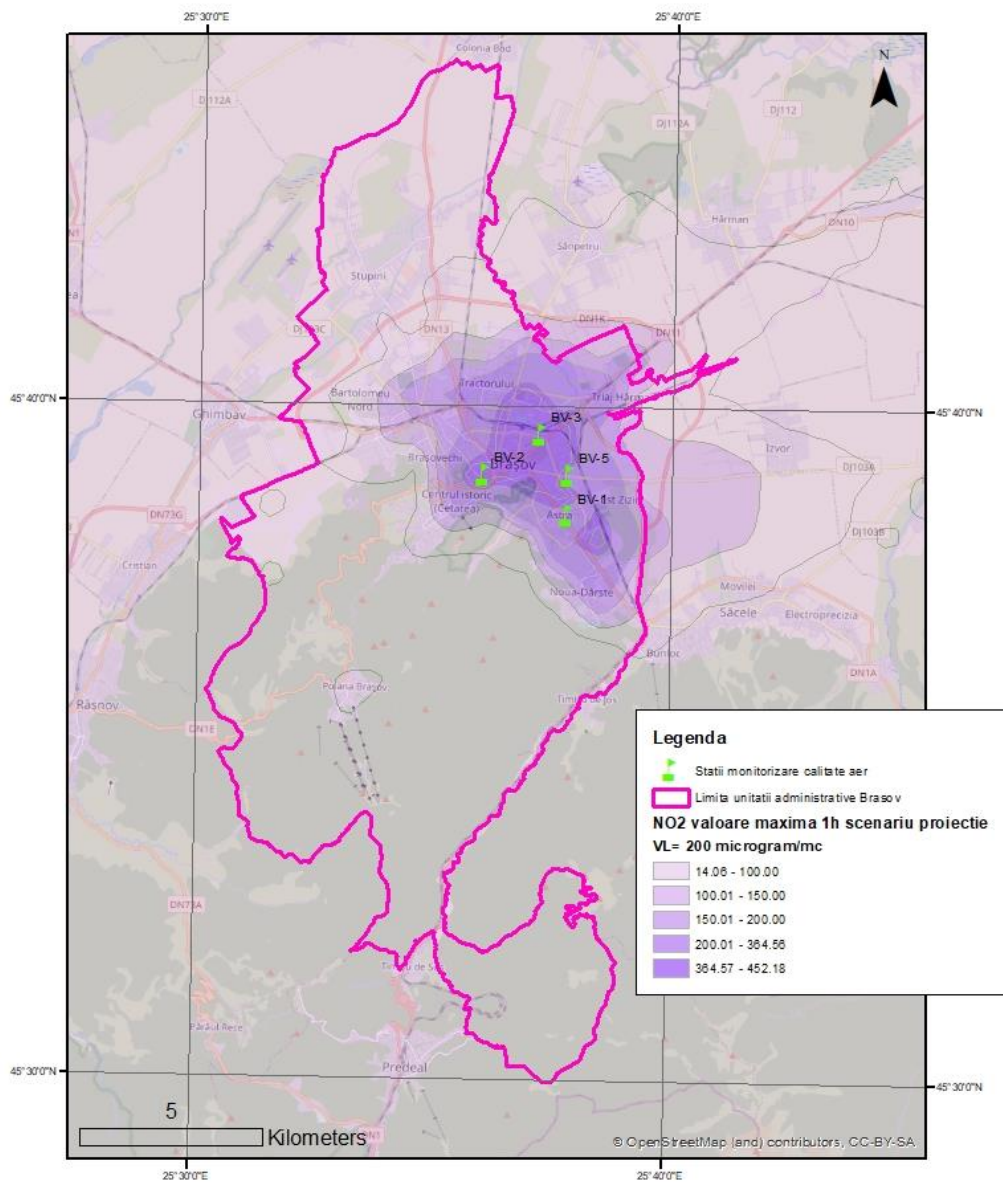 25°30'0"E
25°40'0"E
Colonia Bod
N
DJ112A
DJ112
DJ112A
Hărman
DN10
Sânpetru
Stupini
DN13
DN1K
DN11
45°40'0"N
Tractorului
Bartolomeu
Nord
Triaj
Ghimbav
45°40'0"N
BV-3
Brașovechi
BV-2
Brașov
BV-5
Izvor
DJ103A
Centrul istoric
(Cetatea)
BV-1
Astra
DN73G
DJ103B
Cristian
Noua-Dârste
Movilei
Săcele
Electroprecizia
Bunloc
DN1A
Poiana Brașov
Râșnov
DN1E
Legenda
Statii monitorizare calitate aer
Limita unitatii administrative Brasov
NO2 valoare maxima 1h scenariu proiectie
VL= 200 microgram/mc
14.06 - 100.00
100.01 - 150.00
150.01 - 200.00
200.01 - 364.56
364.57 - 452.18
DN73A
Pârâul Rece
Predeal
45°30'0"N
45°30'0"N
5
Kilometers
DN1
© OpenStreetMap (and) contributors, CC-BY-SA
25°30'0"E
25°40'0"E